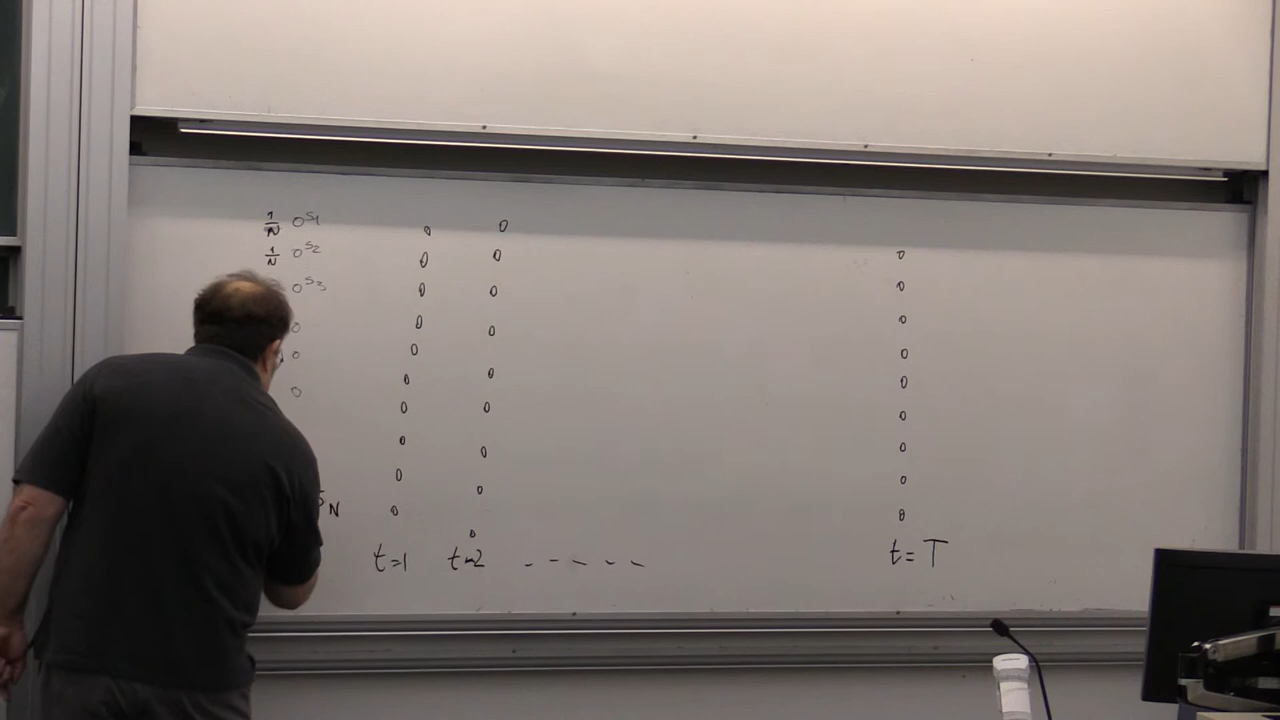 1/N o S1
1/N o S2
o S3
SN
t=1 t=2 - - - - - t=T